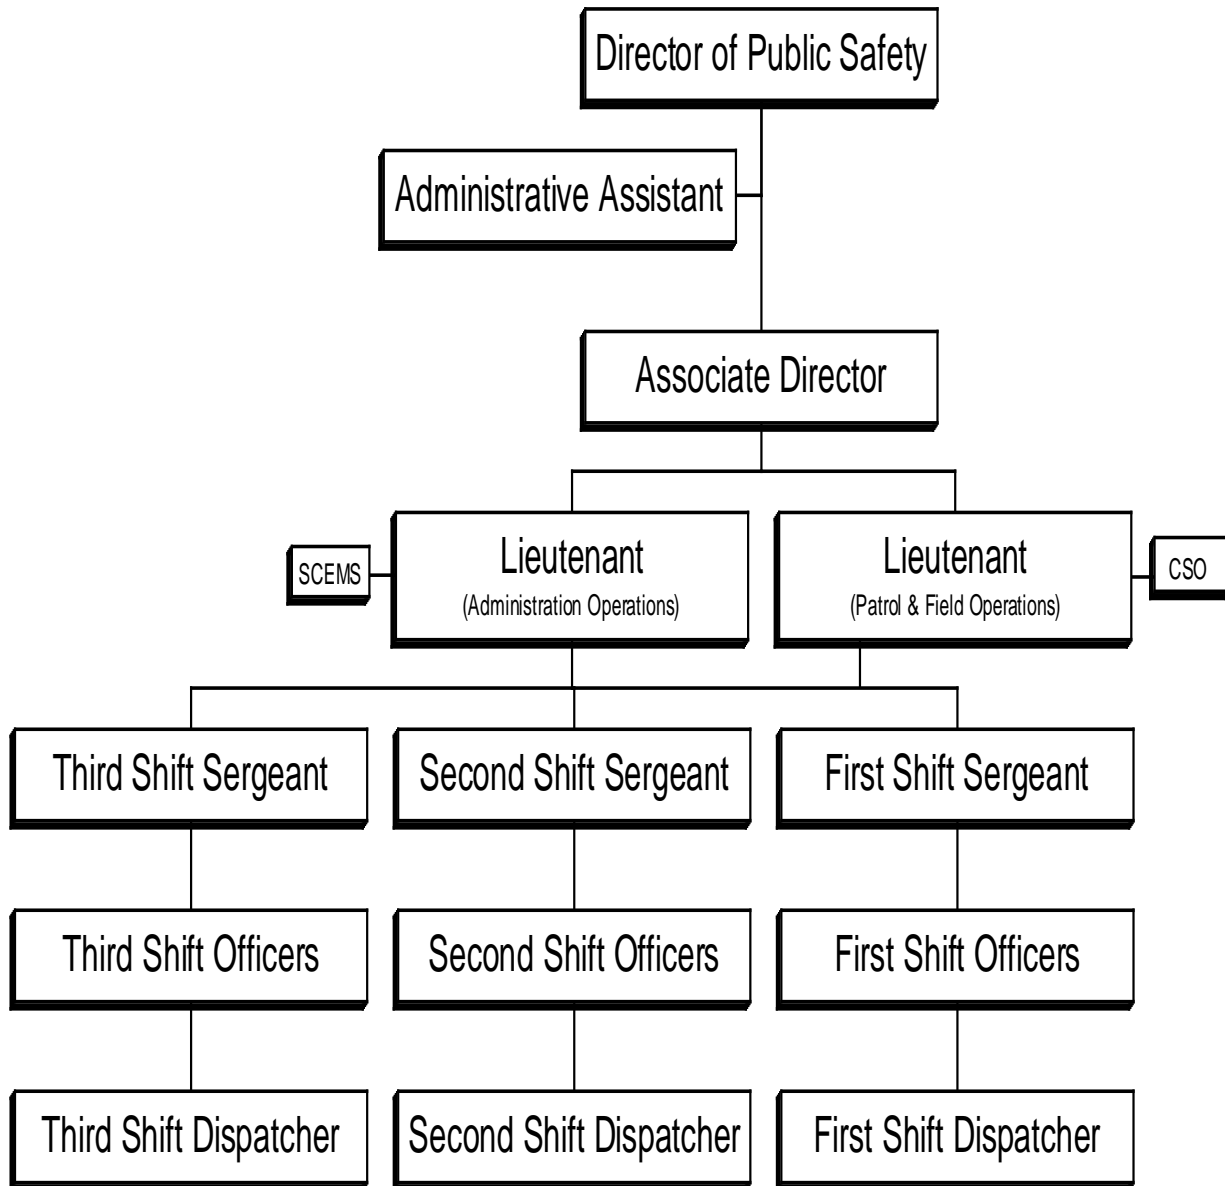 Director of Public Safety
Administrative Assistant
Associate Director
SCEMS
Lieutenant
(Administration Operations)
Lieutenant
(Patrol & Field Operations)
CSO
Third Shift Sergeant
Second Shift Sergeant
First Shift Sergeant
Third Shift Officers
Second Shift Officers
First Shift Officers
Third Shift Dispatcher
Second Shift Dispatcher
First Shift Dispatcher